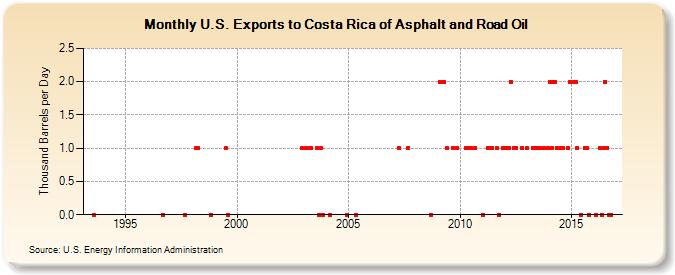 Monthly U.S. Exports to Costa Rica of Asphalt and Road Oil
Thousand Barrels per Day
2.5
2.0
1.5
1.0
0.5
0.0
1995 2000 2005 2010 2015
Source: U.S. Energy Information Administration